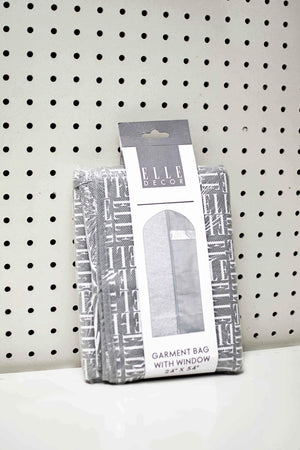 ELLE
DECOR
GARMENT BAG
WITH WINDOW
24" X 54"